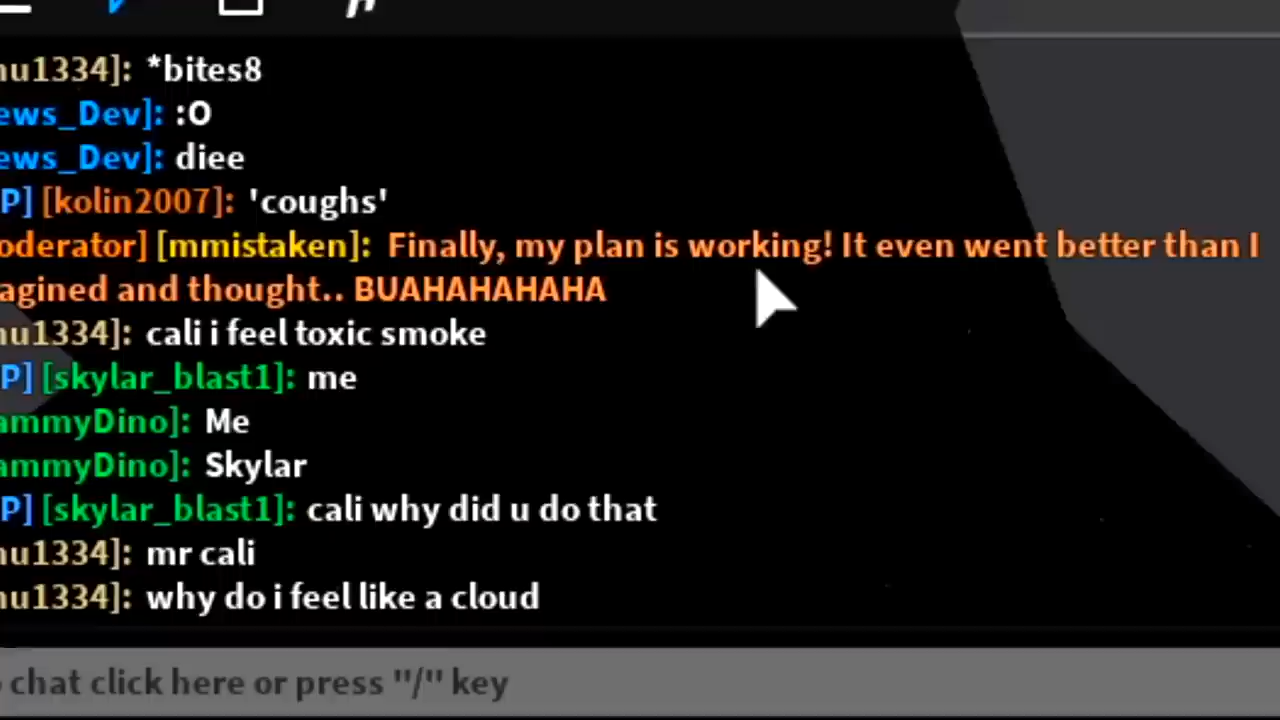 nu1334]: *bites8
ews_Dev]: :O
ews_Dev]: diee
P] [kolin2007]: 'coughs'
oderator] [mmistaken]: Finally, my plan is working! It even went better than I
agined and thought.. BUAHAHAHAHA
nu1334]: cali i feel toxic smoke
P] [skylar_blast1]: me
ammyDino]: Me
ammyDino]: Skylar
P] [skylar_blast1]: cali why did u do that
nu1334]: mr cali
nu1334]: why do i feel like a cloud
chat click here or press "/" key